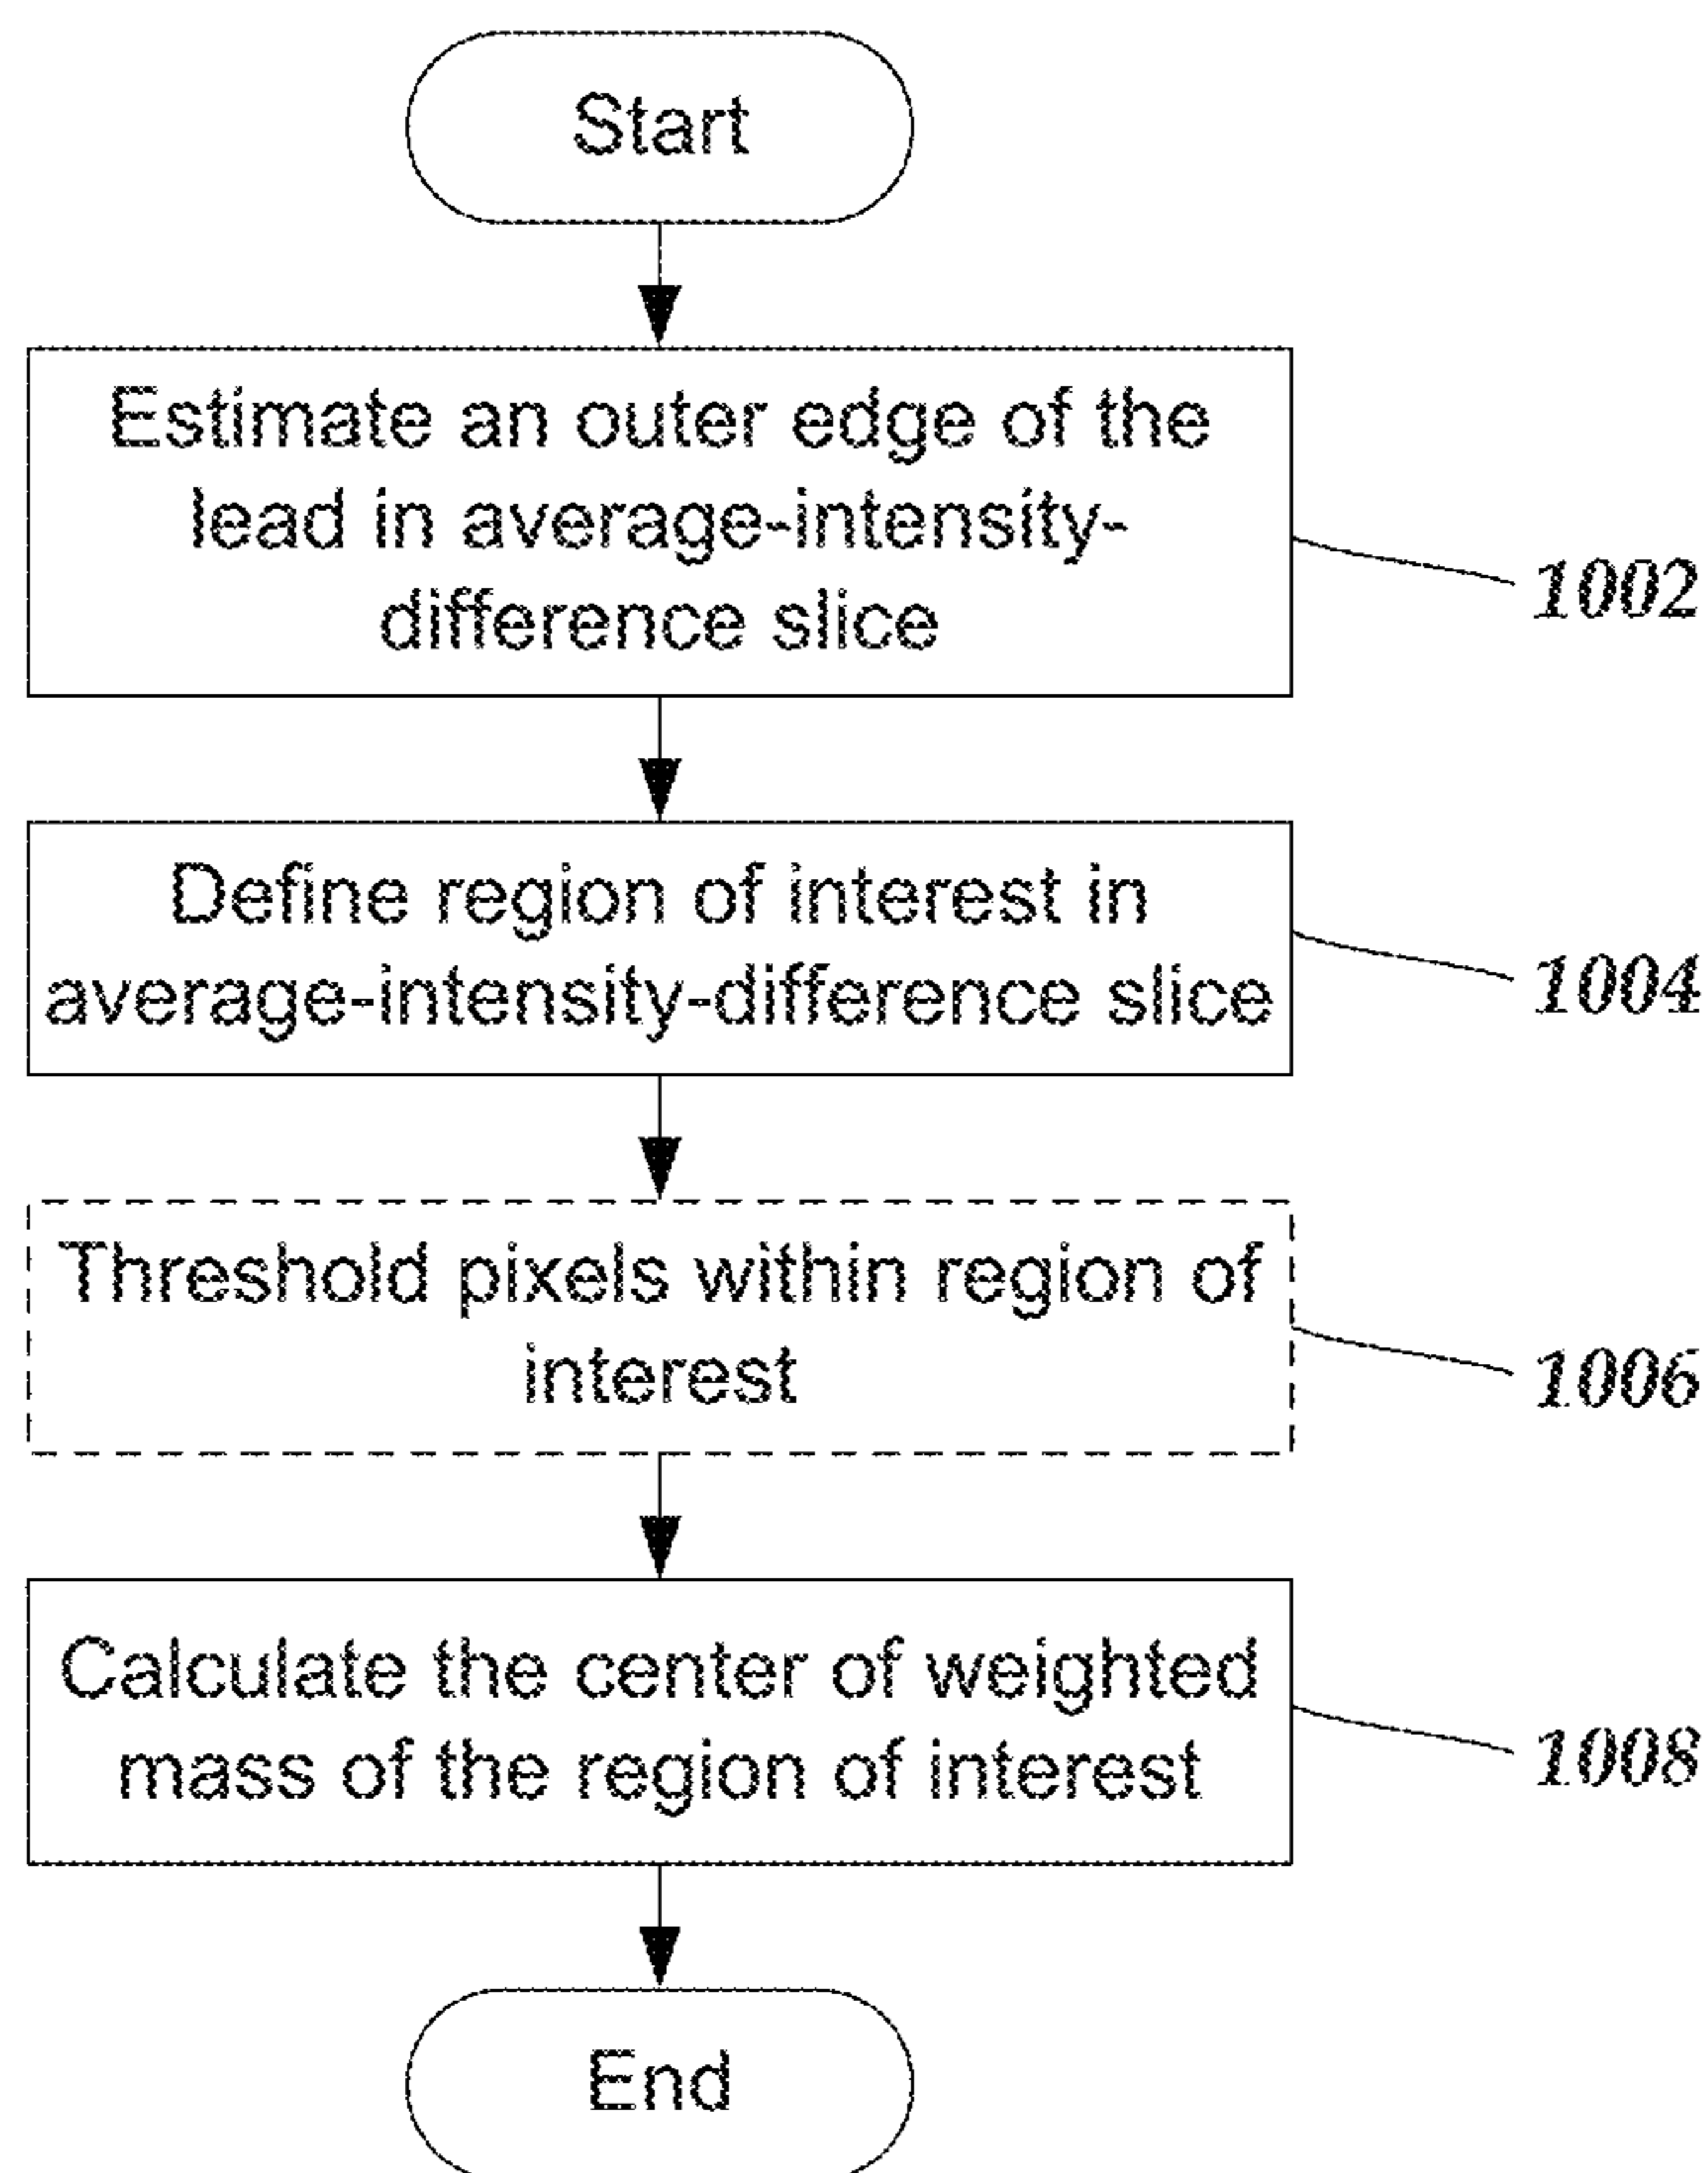 Start
Estimate an outer edge of the
lead in average-intensity-
difference slice
1002
Define region of interest in
average-intensity-difference slice
1004
Threshold pixels within region of
interest
1006
Calculate the center of weighted
mass of the region of interest
1008
End